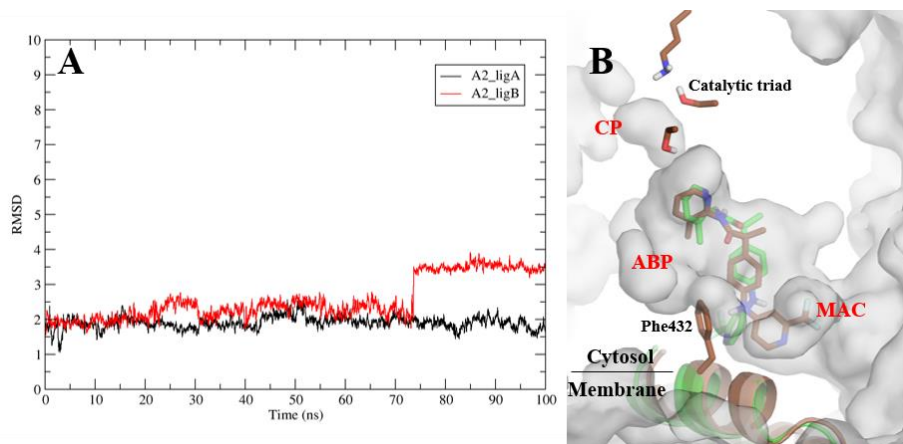 A
10
9
8
7
6
5
4
3
2
1
0
RMSD
A2_ligA
A2_ligB
0 10 20 30 40 50 60 70 80 90 100
Time (ns)
B
Catalytic triad
CP
ABP
MAC
Phe432
Cytosol
Membrane